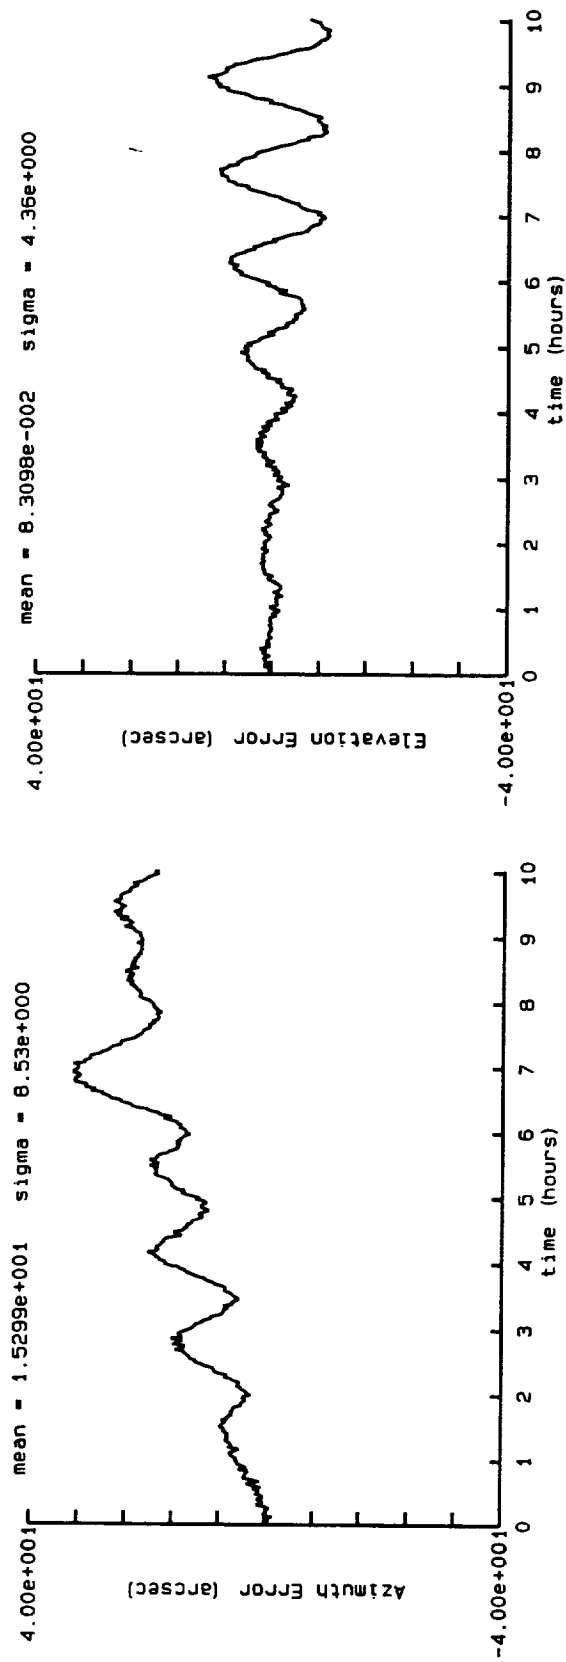 mean = 1.5299e+001 sigma = 8.53e+000
4.00e+001
Azimuth Error (arcsec)
-4.00e+001
0 1 2 3 4 5 6 7 8 9 10
time (hours)
mean = 8.3098e-002 sigma = 4.36e+000
4.00e+001
Elevation Error (arcsec)
-4.00e+001
0 1 2 3 4 5 6 7 8 9 10
time (hours)